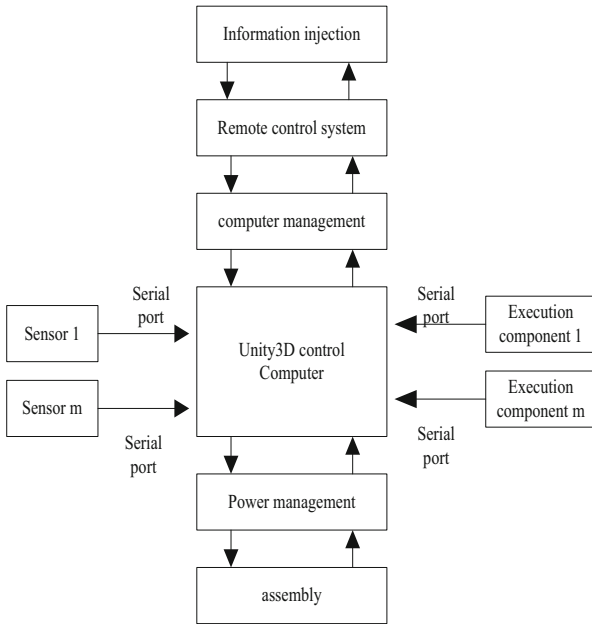 Information injection
Remote control system
computer management
Serial
port
Serial
port
Sensor 1
Unity3D control
Computer
Execution
component 1
Sensor m
Execution
component m
Serial
port
Serial
port
Power management
assembly